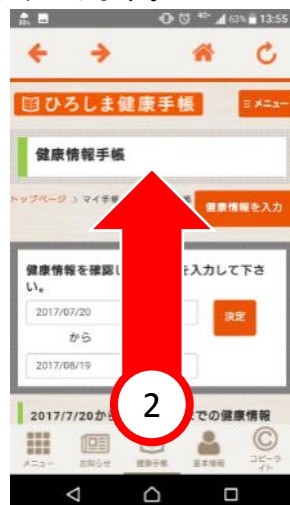 63% 13:55
ひろしま健康手帳
≡ メニュー
健康情報手帳
トップページ > マイ手
健康情報を入力
健康情報を確認し
を入力して下さ
い。
2017/07/20
決定
から
2017/06/19
2017/7/20か
までの健康情報
2
メニュー
お知らせ
健康手帳
基本情報
コピーラ
イト